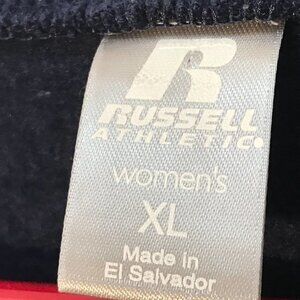 R
RUSSELL
ATHLETIC®
women's
XL
Made in
El Salvador